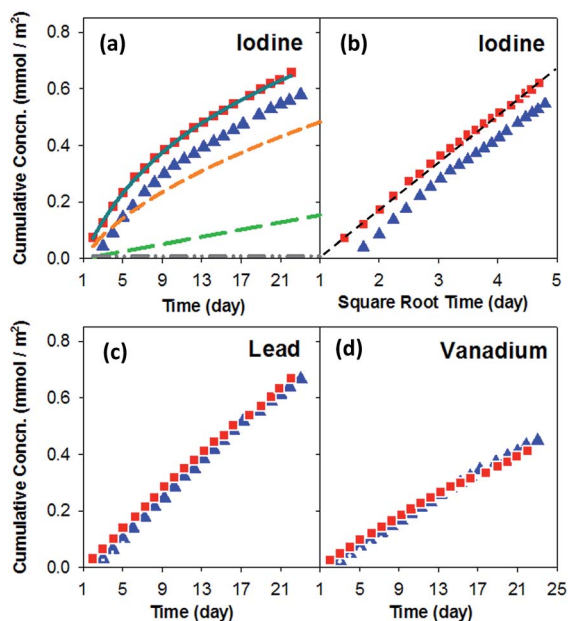 (a) Iodine (b) Iodine
Cumulative Concn. (mmol / m²)
0.8
0.6
0.4
0.2
0.0
1 5 9 13 17 21 1 2 3 4 5
Time (day) Square Root Time (day)
(c) Lead (d) Vanadium
Cumulative Concn. (mmol / m²)
0.8
0.6
0.4
0.2
0.0
1 5 9 13 17 21 1 5 9 13 17 21 25
Time (day) Time (day)